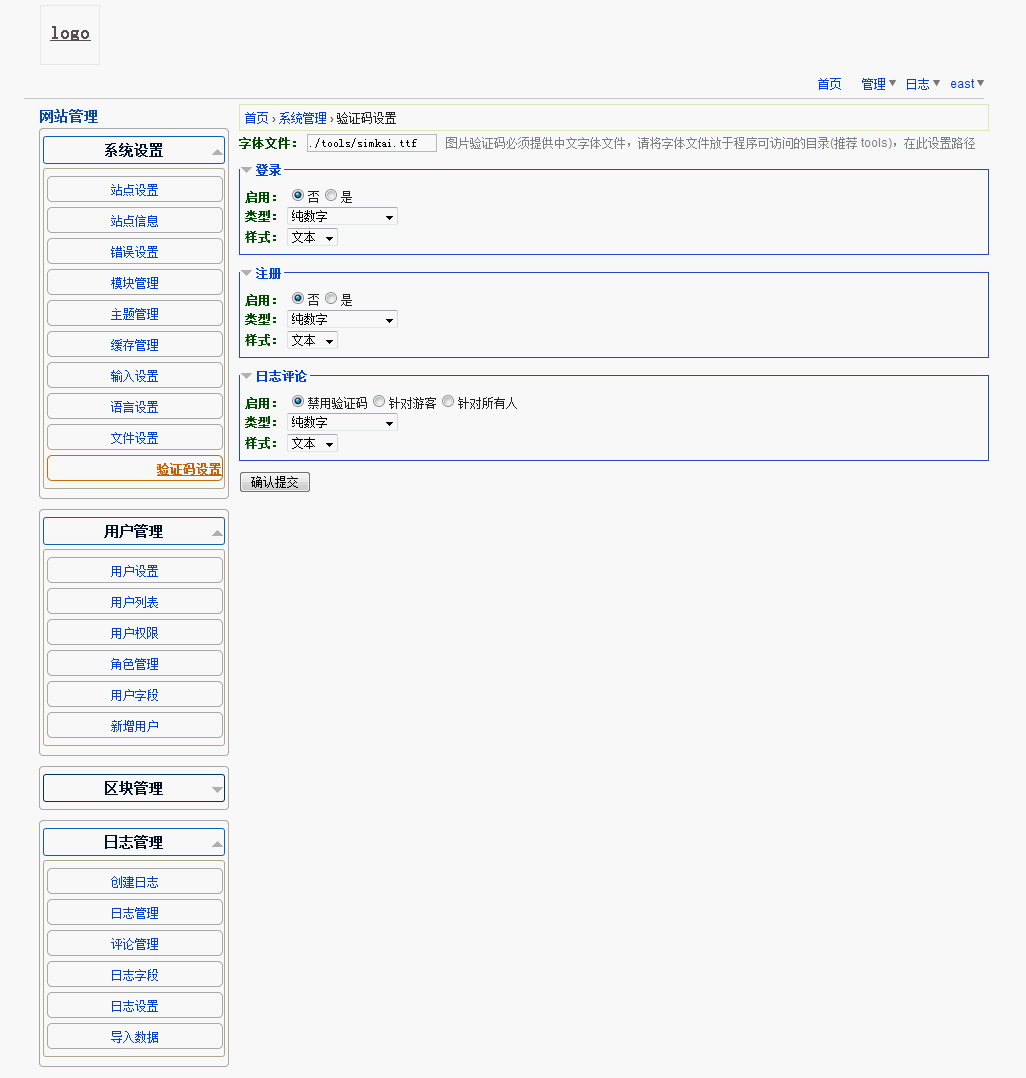 logo
首页 管理 日志 east
网站管理
系统设置
站点设置
站点信息
错误设置
模块管理
主题管理
缓存管理
输入设置
语言设置
文件设置
验证码设置
用户管理
用户设置
用户列表
用户权限
角色管理
用户字段
新增用户
区块管理
日志管理
创建日志
日志管理
评论管理
日志字段
日志设置
导入数据
首页 › 系统管理 › 验证码设置
字体文件： ./tools/simkai.ttf 图片验证码必须提供中文字体文件，请将字体文件放于程序可访问的目录(推荐 tools)，在此设置路径
登录
启用： 否 是
类型： 纯数字
样式： 文本
注册
启用： 否 是
类型： 纯数字
样式： 文本
日志评论
启用： 禁用验证码 针对游客 针对所有人
类型： 纯数字
样式： 文本
确认提交